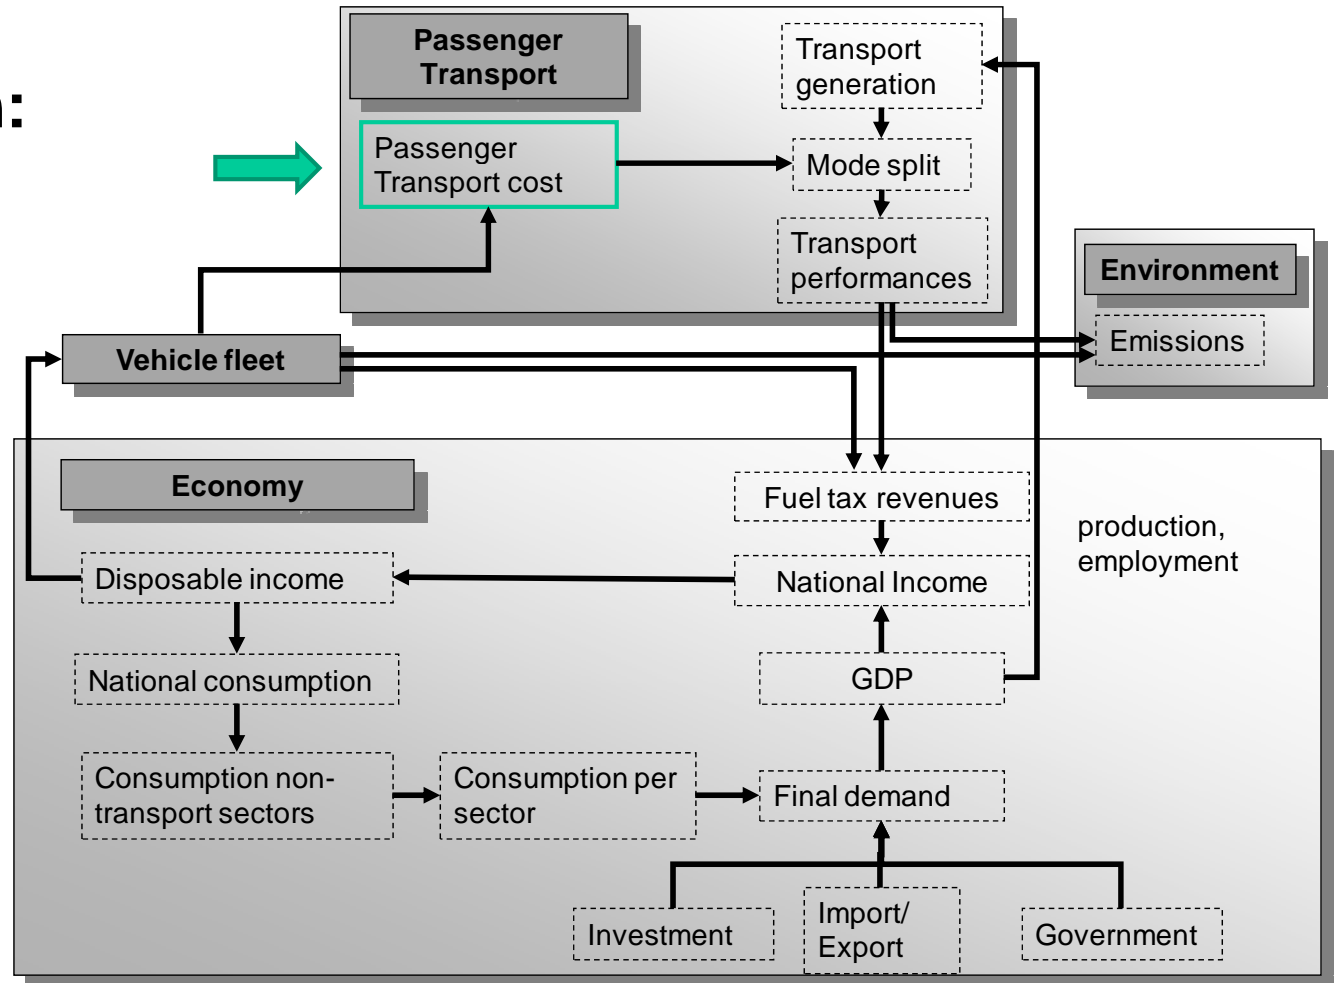 Passenger
Transport
Transport
generation
n:
Passenger
Transport cost
Mode split
Transport
performances
Environment
Emissions
Vehicle fleet
Economy
Fuel tax revenues
production,
employment
Disposable income
National Income
National consumption
GDP
Consumption non-
transport sectors
Consumption per
sector
Final demand
Investment
Import/
Export
Government